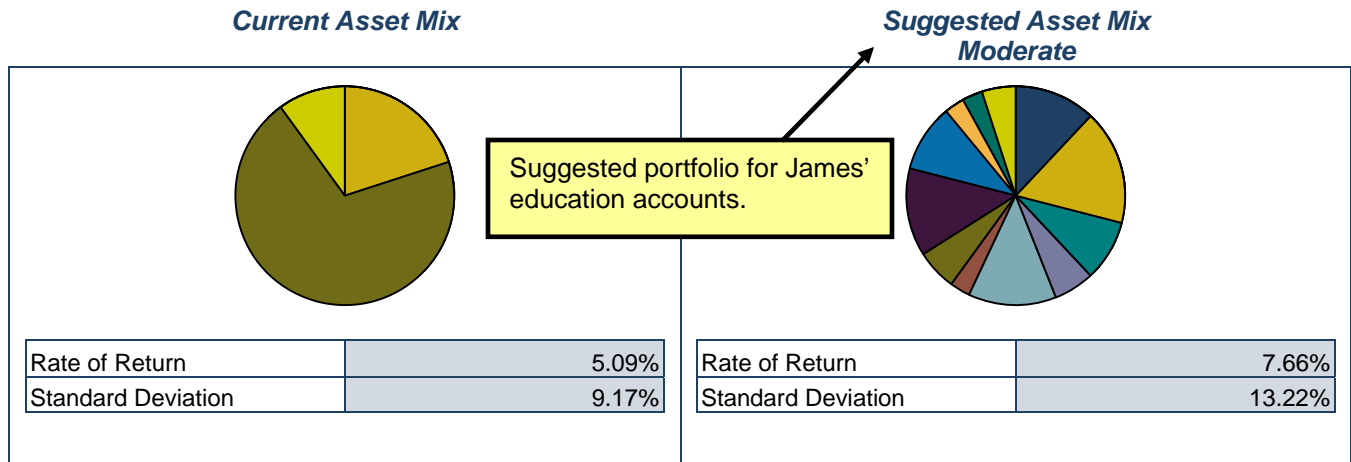 Current Asset Mix
Suggested Asset Mix
Moderate
Suggested portfolio for James’
education accounts.
Rate of Return 5.09%
Standard Deviation 9.17%
Rate of Return 7.66%
Standard Deviation 13.22%